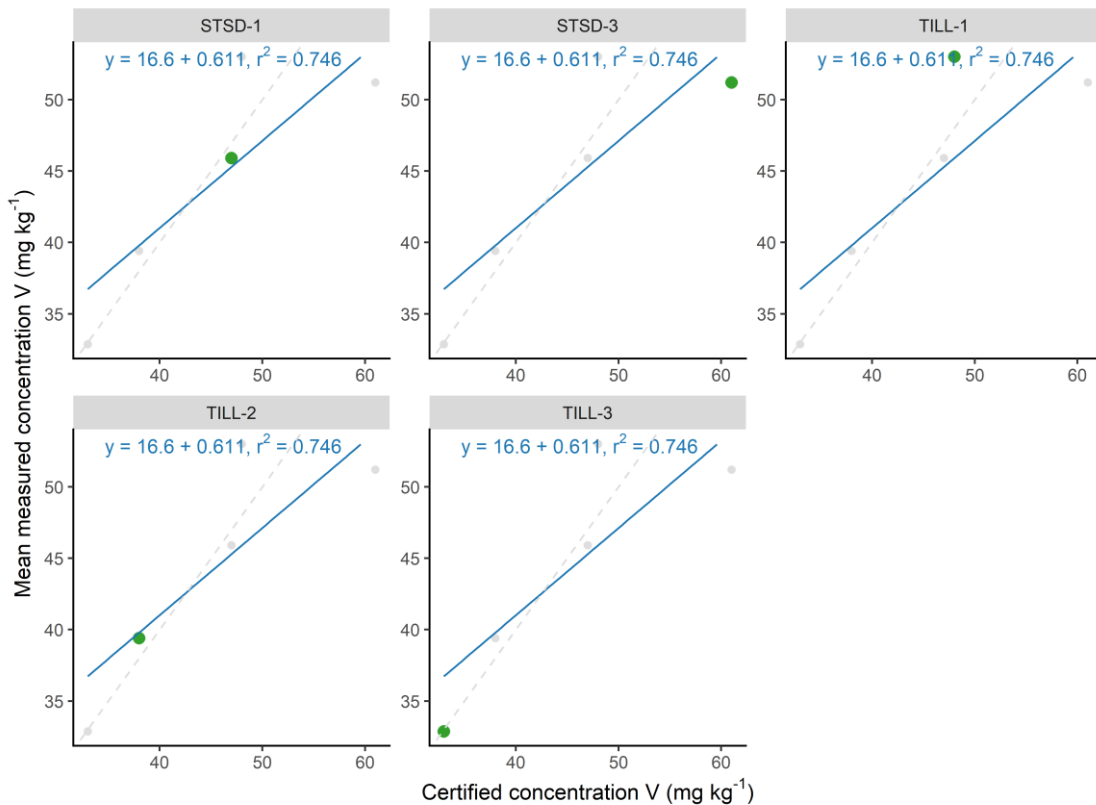 STSD-1 STSD-3 TILL-1
y = 16.6 + 0.611, r² = 0.746 y = 16.6 + 0.611, r² = 0.746 y = 16.6 + 0.611, r² = 0.746
50
45
40
35
40 50 60
50
45
40
35
40 50 60
50
45
40
35
40 50 60
TILL-2 TILL-3
y = 16.6 + 0.611, r² = 0.746 y = 16.6 + 0.611, r² = 0.746
50
45
40
35
40 50 60
50
45
40
35
40 50 60
Mean measured concentration V (mg kg⁻¹)
Certified concentration V (mg kg⁻¹)